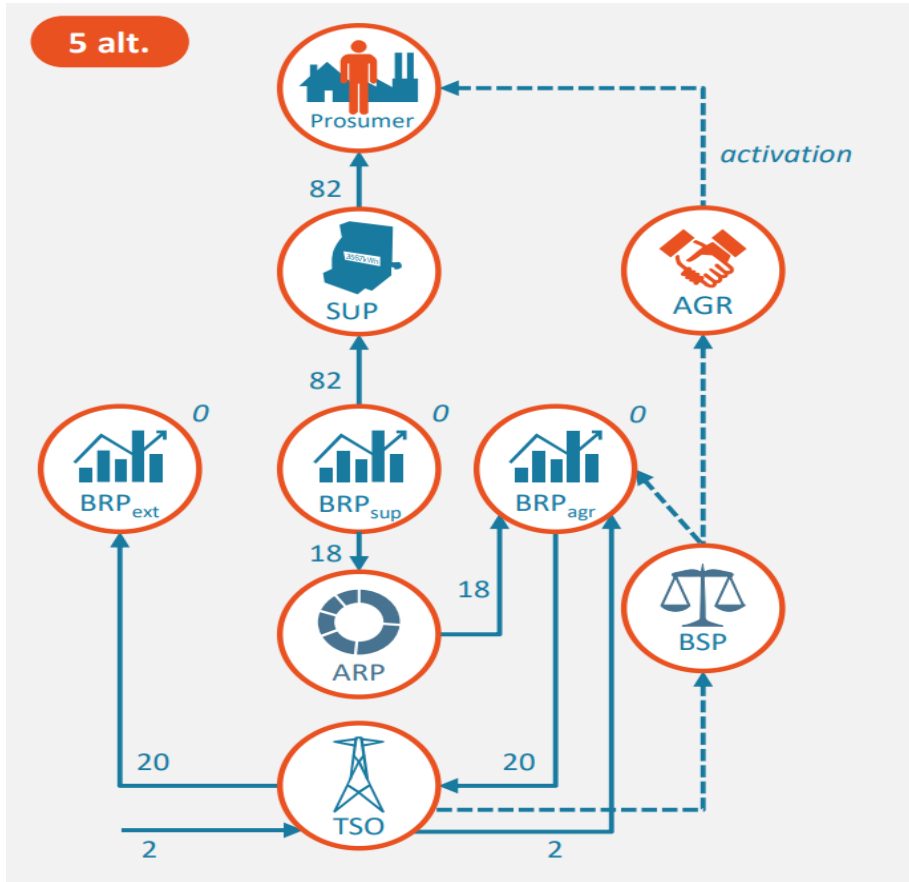 5 alt.
Prosumer
activation
82
3567kWh
SUP
AGR
82
0
0
0
BRPext
BRPsup
BRPagr
18
18
ARP
BSP
20
20
TSO
2
2